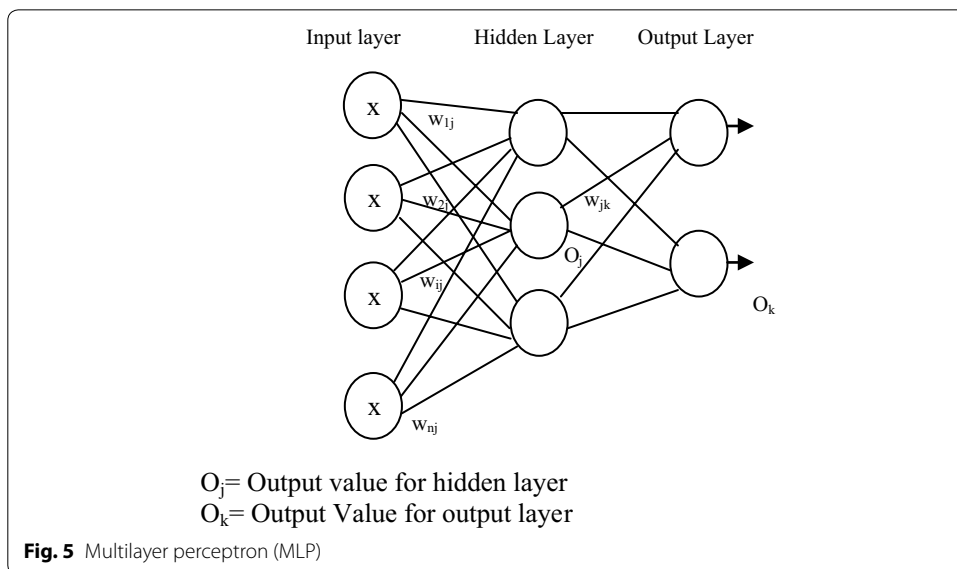 Input layer Hidden Layer Output Layer
x
w1j
x
w2j
wjk
Oj
x
wij
Ok
x
wnj
Oj= Output value for hidden layer
Ok= Output Value for output layer
Fig. 5 Multilayer perceptron (MLP)